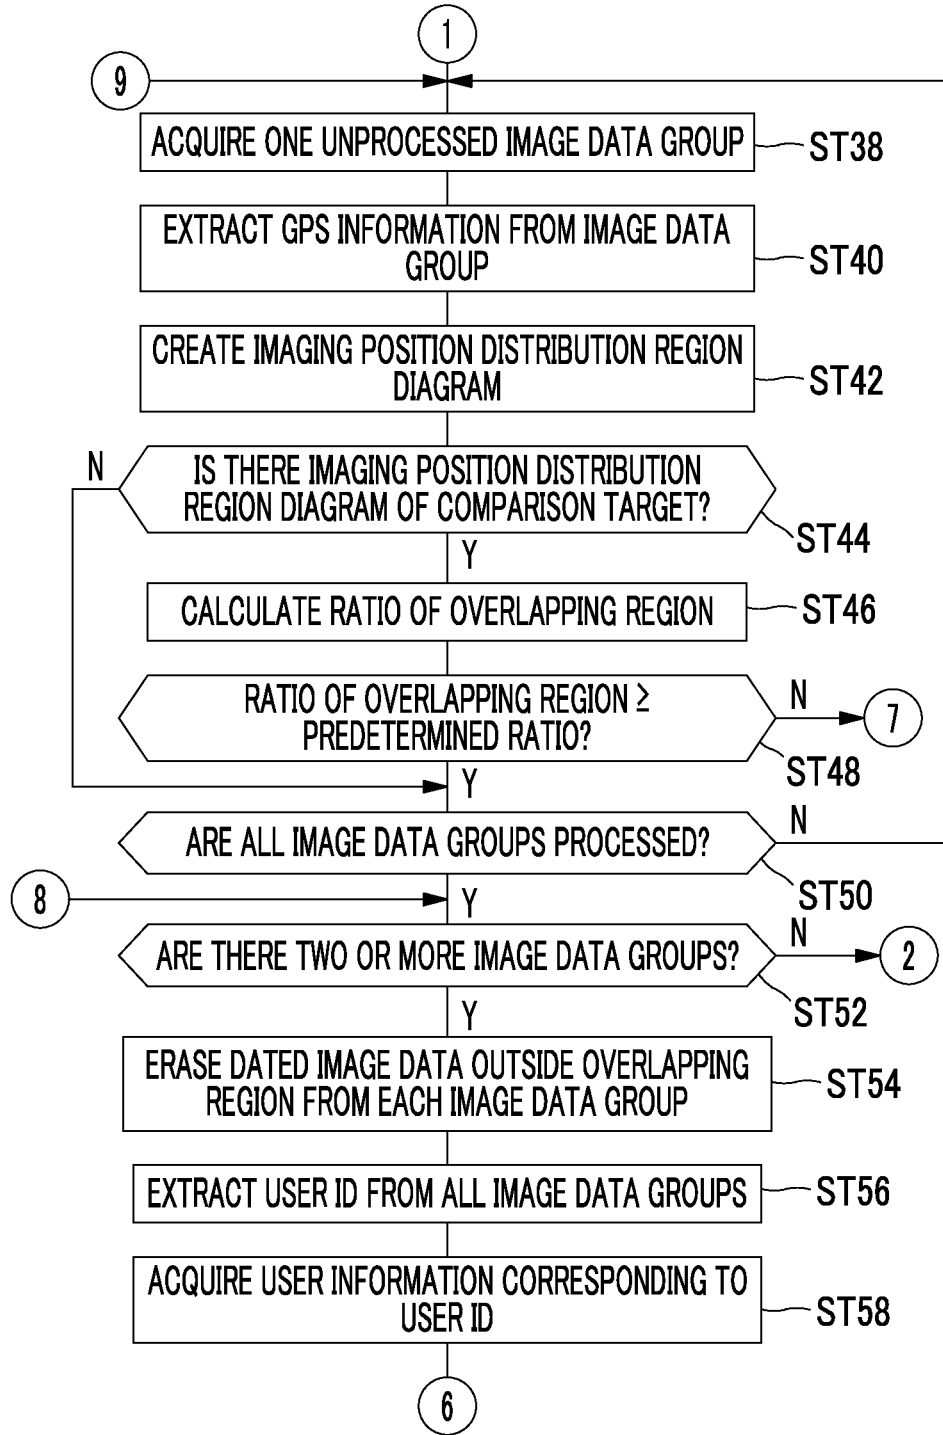 1
9
ACQUIRE ONE UNPROCESSED IMAGE DATA GROUP
ST38
EXTRACT GPS INFORMATION FROM IMAGE DATA
GROUP
ST40
CREATE IMAGING POSITION DISTRIBUTION REGION
DIAGRAM
ST42
N
IS THERE IMAGING POSITION DISTRIBUTION
REGION DIAGRAM OF COMPARISON TARGET?
ST44
Y
CALCULATE RATIO OF OVERLAPPING REGION
ST46
RATIO OF OVERLAPPING REGION ≥
PREDETERMINED RATIO?
N
7
ST48
Y
ARE ALL IMAGE DATA GROUPS PROCESSED?
N
ST50
8
Y
ARE THERE TWO OR MORE IMAGE DATA GROUPS?
N
2
ST52
Y
ERASE DATED IMAGE DATA OUTSIDE OVERLAPPING
REGION FROM EACH IMAGE DATA GROUP
ST54
EXTRACT USER ID FROM ALL IMAGE DATA GROUPS
ST56
ACQUIRE USER INFORMATION CORRESPONDING TO
USER ID
ST58
6